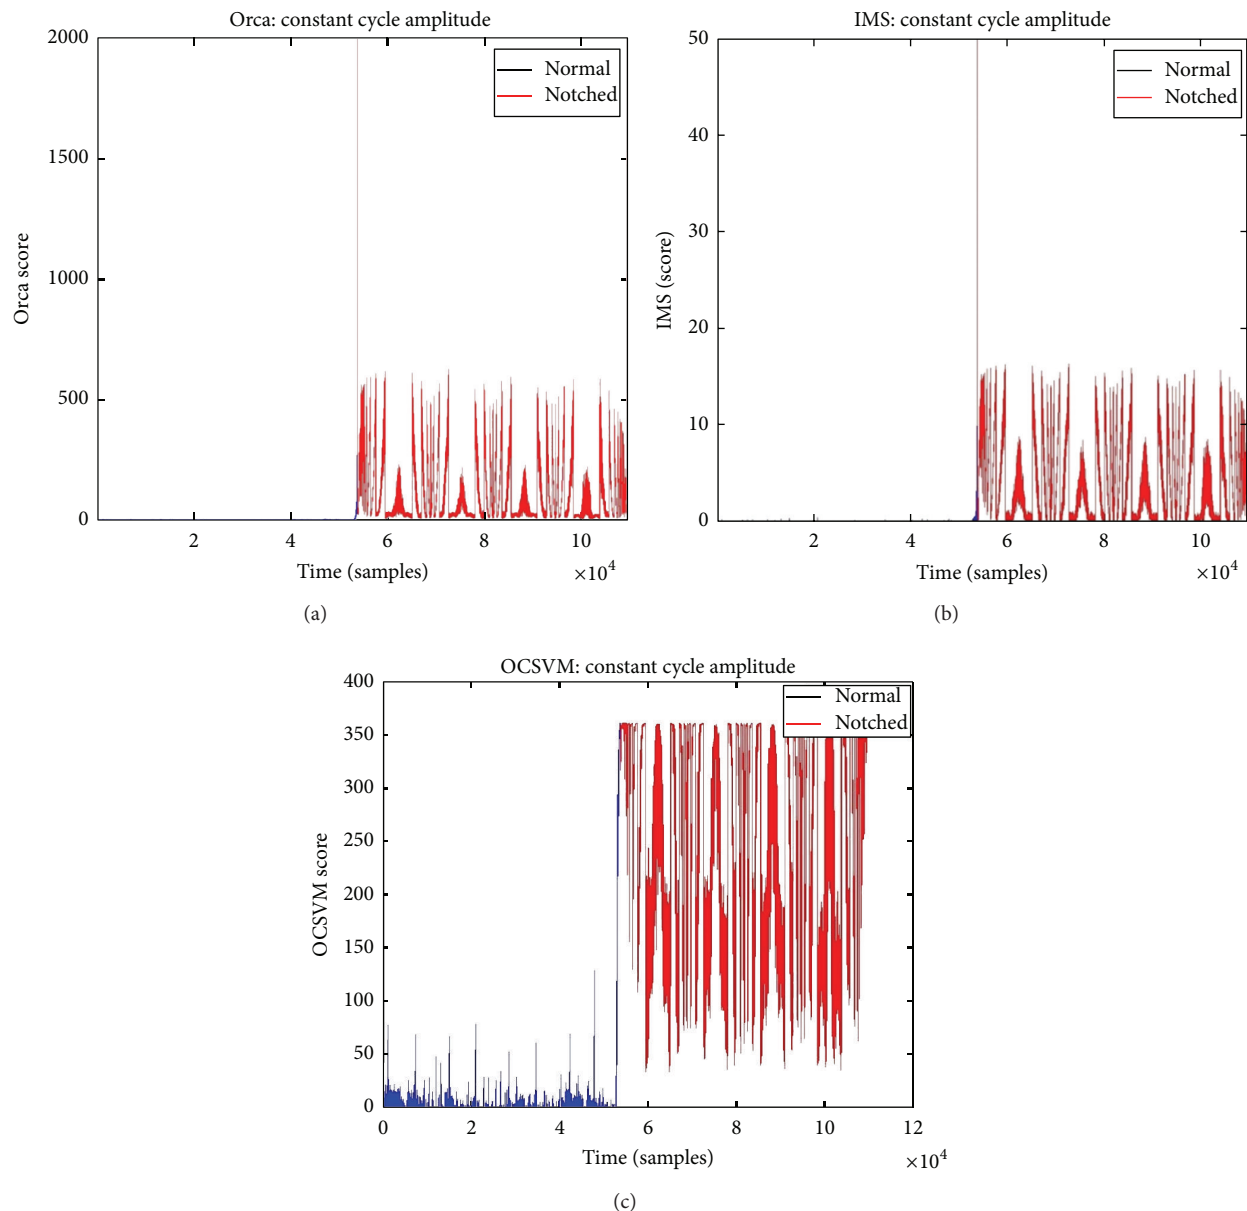 Orca: constant cycle amplitude
2000
1500
1000
500
0
Orca score
Normal
Notched
2 4 6 8 10
Time (samples)
×10^4
(a)
IMS: constant cycle amplitude
50
40
30
20
10
0
IMS (score)
Normal
Notched
2 4 6 8 10
Time (samples)
×10^4
(b)
OCSVM: constant cycle amplitude
400
350
300
250
200
150
100
50
0
OCSVM score
Normal
Notched
0 2 4 6 8 10 12
Time (samples)
×10^4
(c)